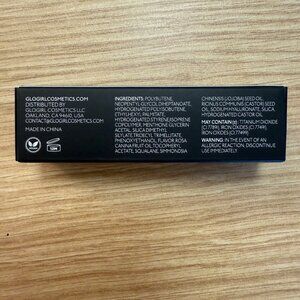 GLOGIRLCOSMETICS.COM
DISTRIBUTED BY
GLOGIRL COSMETICS LLC
OAKLAND, CA 94610, USA
CONTACT@GLOGIRLCOSMETICS.COM
MADE IN CHINA
12M
INGREDIENTS: POLYBUTENE
NEOPENTYL GLYCOL DIHEPTANOATE,
HYDROGENATED POLYISOBUTENE,
ETHYLHEXYL PALMITATE,
HYDROGENATED STYRENE/ISOPRENE
COPOLYMER, MENTHONE GLYCERIN
ACETAL, SILICA DIMETHYL
SILYLATE, TRIDECYL TRIMELLITATE,
PHENOXYETHANOL, FLAVOR, ROSA
CANINA FRUIT OIL, TOCOPHERYL
ACETATE, SQUALANE, SIMMONDSIA
CHINENSIS (JOJOBA) SEED OIL,
RICINUS COMMUNIS (CASTOR) SEED
OIL, SODIUM HYALURONATE, SILICA,
HYDROGENATED CASTOR OIL
MAY CONTAIN (+/-): TITANIUM DIOXIDE
(CI 77891), IRON OXIDES (CI 77491),
IRON OXIDES (CI 77499)
WARNING: IN THE EVENT OF AN
ALLERGIC REACTION, DISCONTINUE
USE IMMEDIATELY.